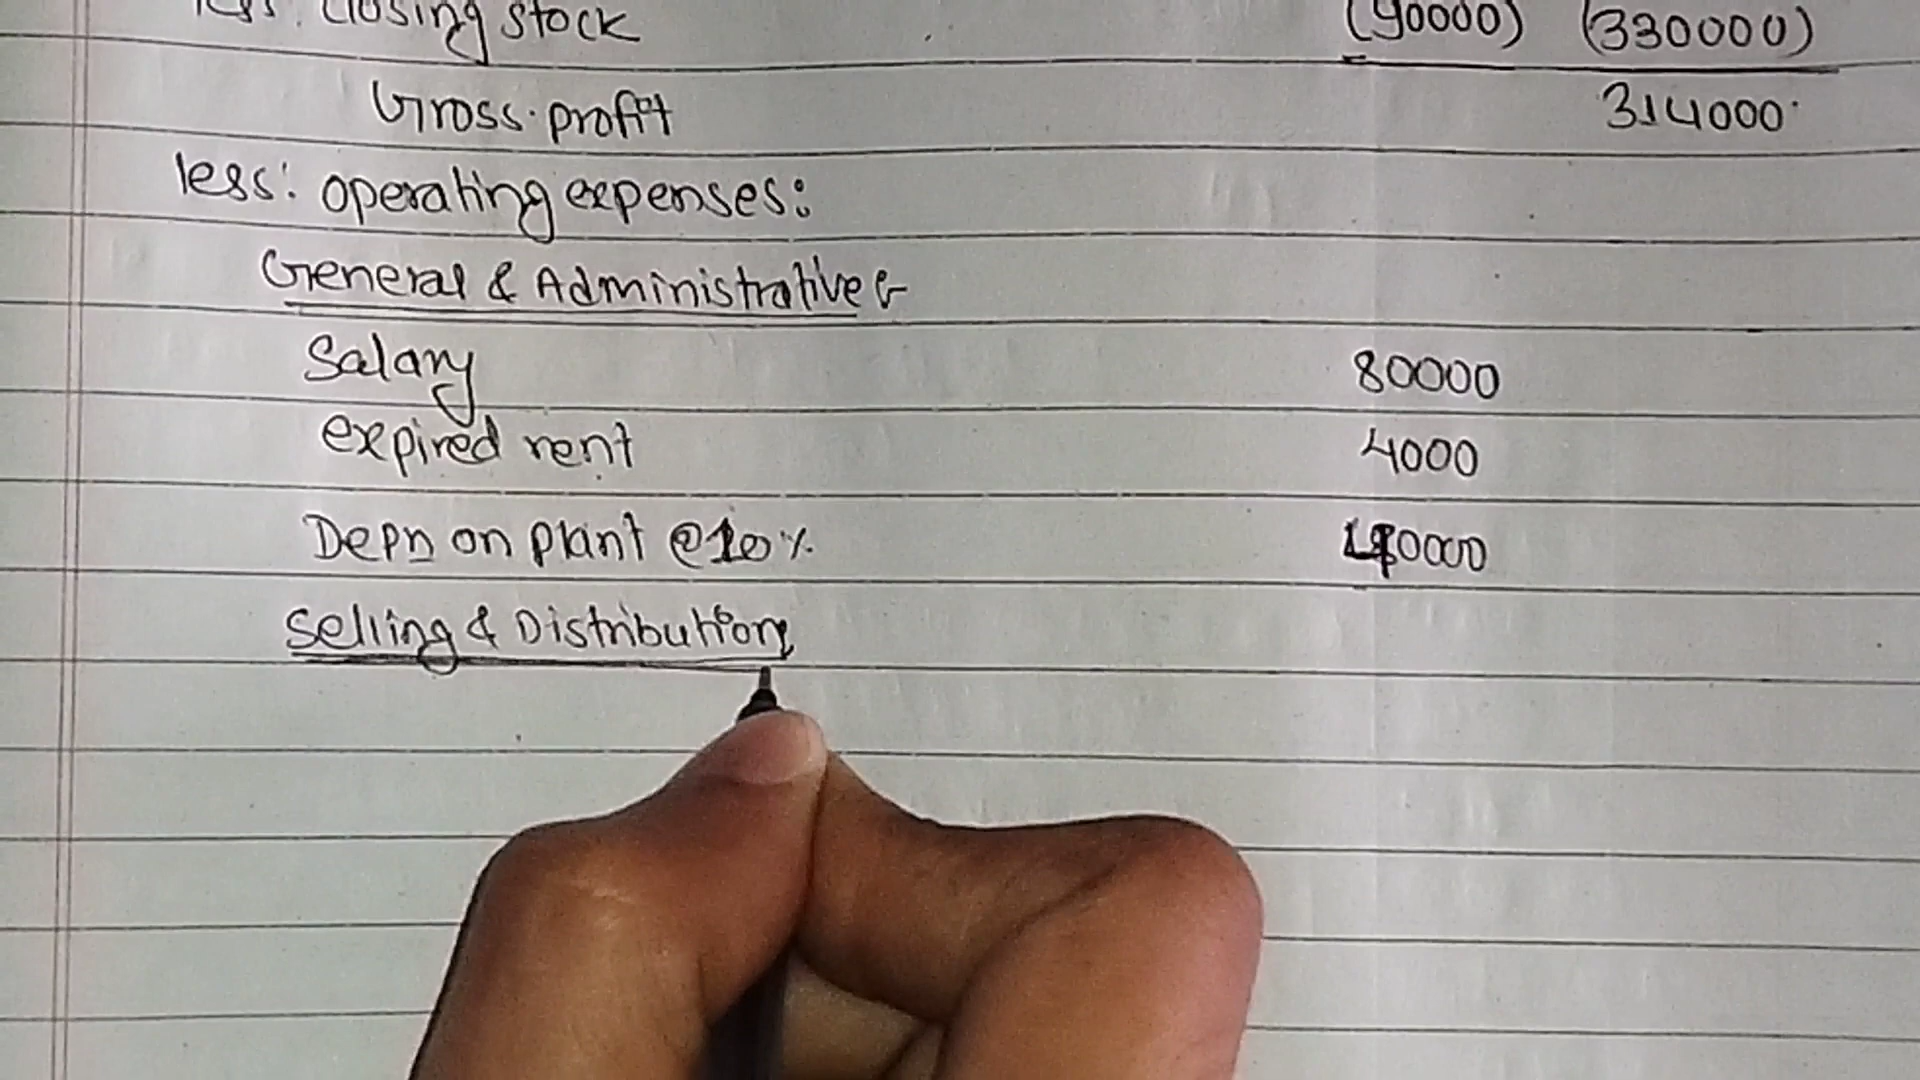 less: closing stock (90000) (330000)
Gross profit 314000
less: operating expenses:
General & Administrative:-
Salary 80000
expired rent 4000
Depn on plant @10%
Selling & Distribution